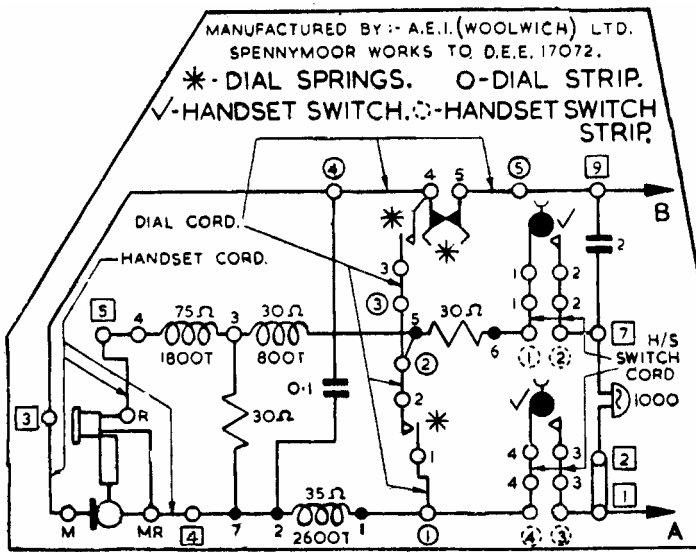 MANUFACTURED BY:- A.E.I. (WOOLWICH) LTD.
SPENNYMOOR WORKS TO D.E.E. 17072.
✳- DIAL SPRINGS. O-DIAL STRIP.
✓-HANDSET SWITCH. ◌-HANDSET SWITCH
STRIP.
4 4 5 5 9
B
DIAL CORD.
HANDSET CORD.
3 1 2 2
3 1 2
5 4 75Ω 3 30Ω 5 30Ω 7
1800T 800T 6 1 2
H/S
SWITCH
CORD
2
0.1 2 1000
3 R 30Ω
1 4 3 2
4 3
35Ω 1
M MR 4 7 2 2600T 1 1 4 3 A